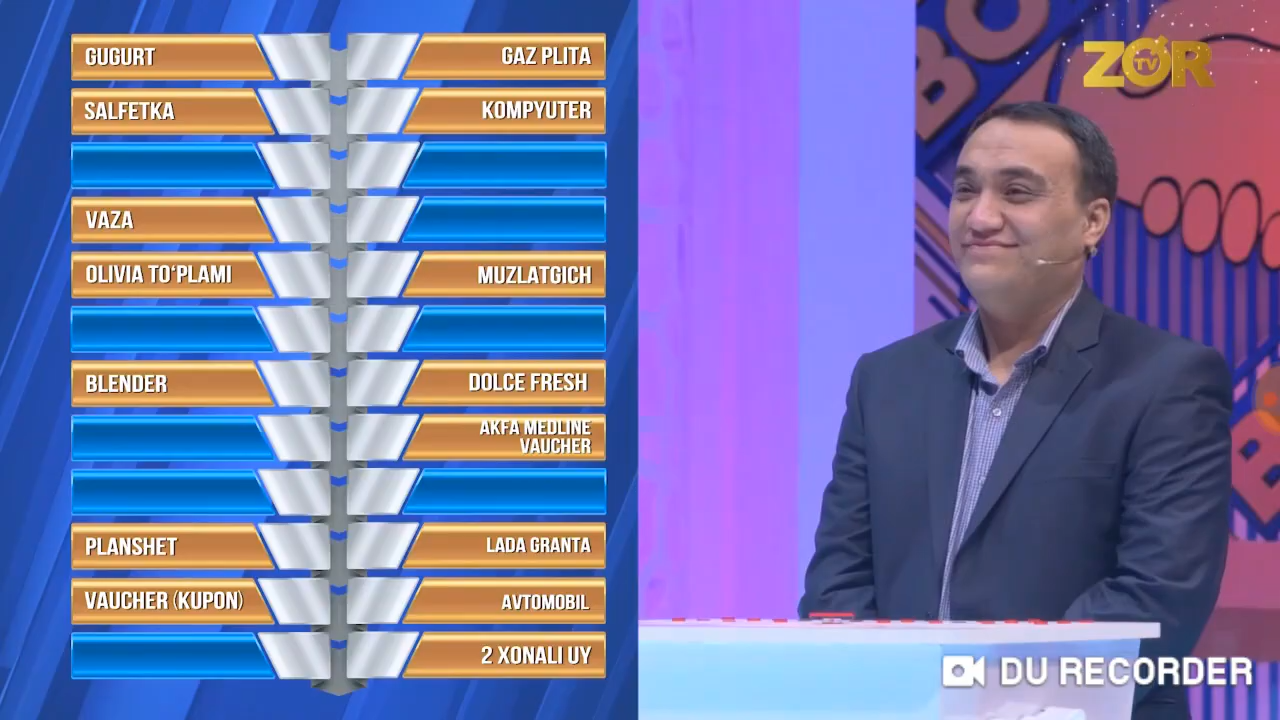 GUGURT
GAZ PLITA
SALFETKA
KOMPYUTER
VAZA
OLIVIA TO‘PLAMI
MUZLATGICH
BLENDER
DOLCE FRESH
AKFA MEDLINE
VAUCHER
PLANSHET
LADA GRANTA
VAUCHER (KUPON)
AVTOMOBIL
2 XONALI UY
ZOR
TV
BO
B
DU RECORDER